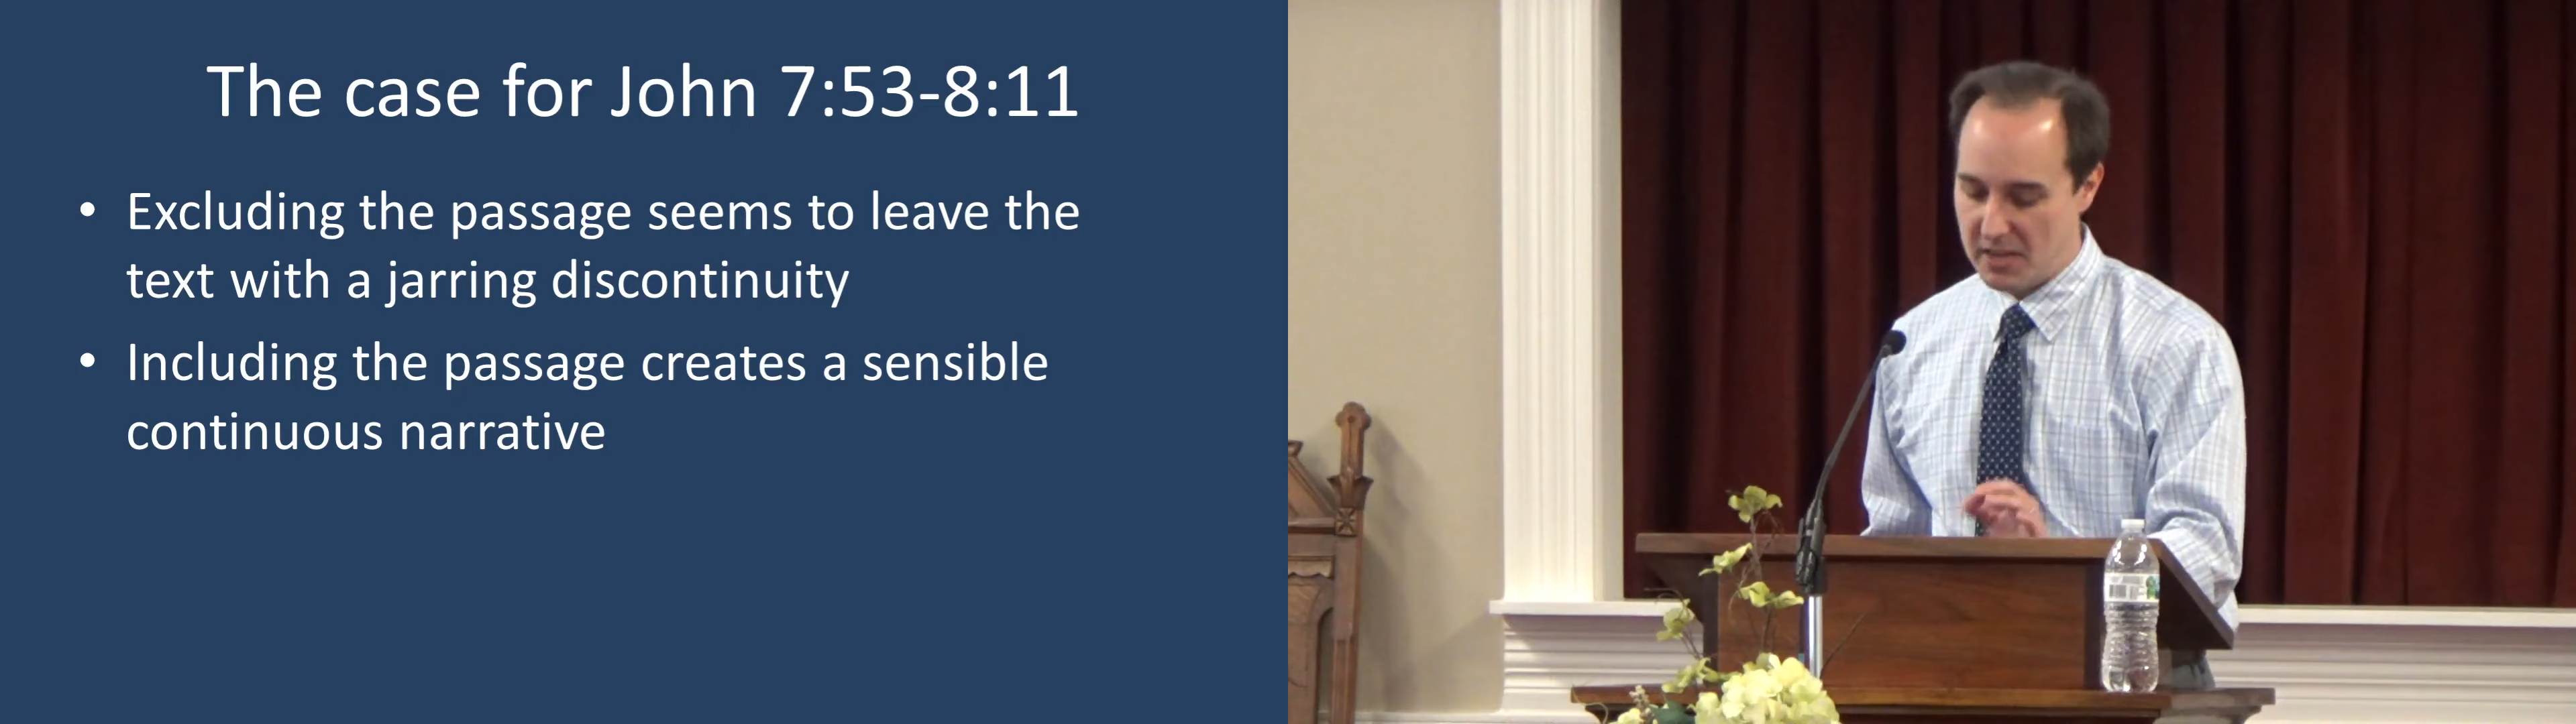 The case for John 7:53-8:11
• Excluding the passage seems to leave the
text with a jarring discontinuity
• Including the passage creates a sensible
continuous narrative